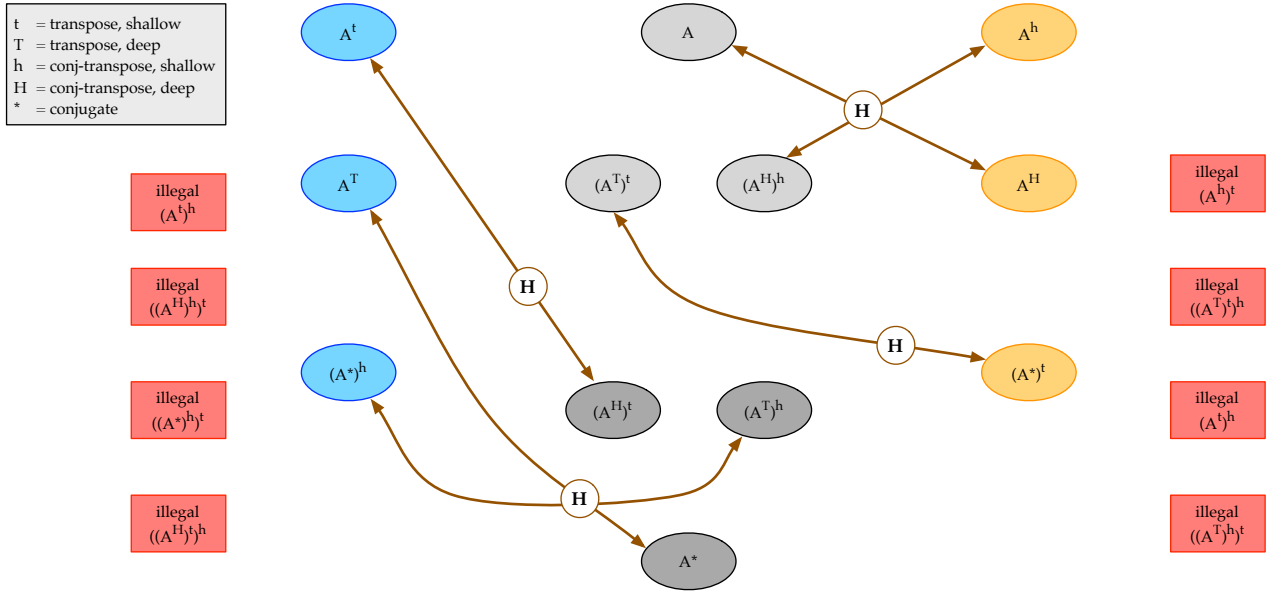 t = transpose, shallow
T = transpose, deep
h = conj-transpose, shallow
H = conj-transpose, deep
* = conjugate
A^t
A
A^h
H
illegal
(A^t)^h
A^T
(A^T)^t
(A^H)^h
A^H
illegal
(A^h)^t
illegal
((A^H)^h)^t
H
illegal
((A^T)^t)^h
H
(A*)^h
(A*)^t
illegal
((A*)^h)^t
(A^H)^t
(A^T)^h
illegal
(A^t)^h
H
illegal
((A^H)^t)^h
illegal
((A^T)^h)^t
A*